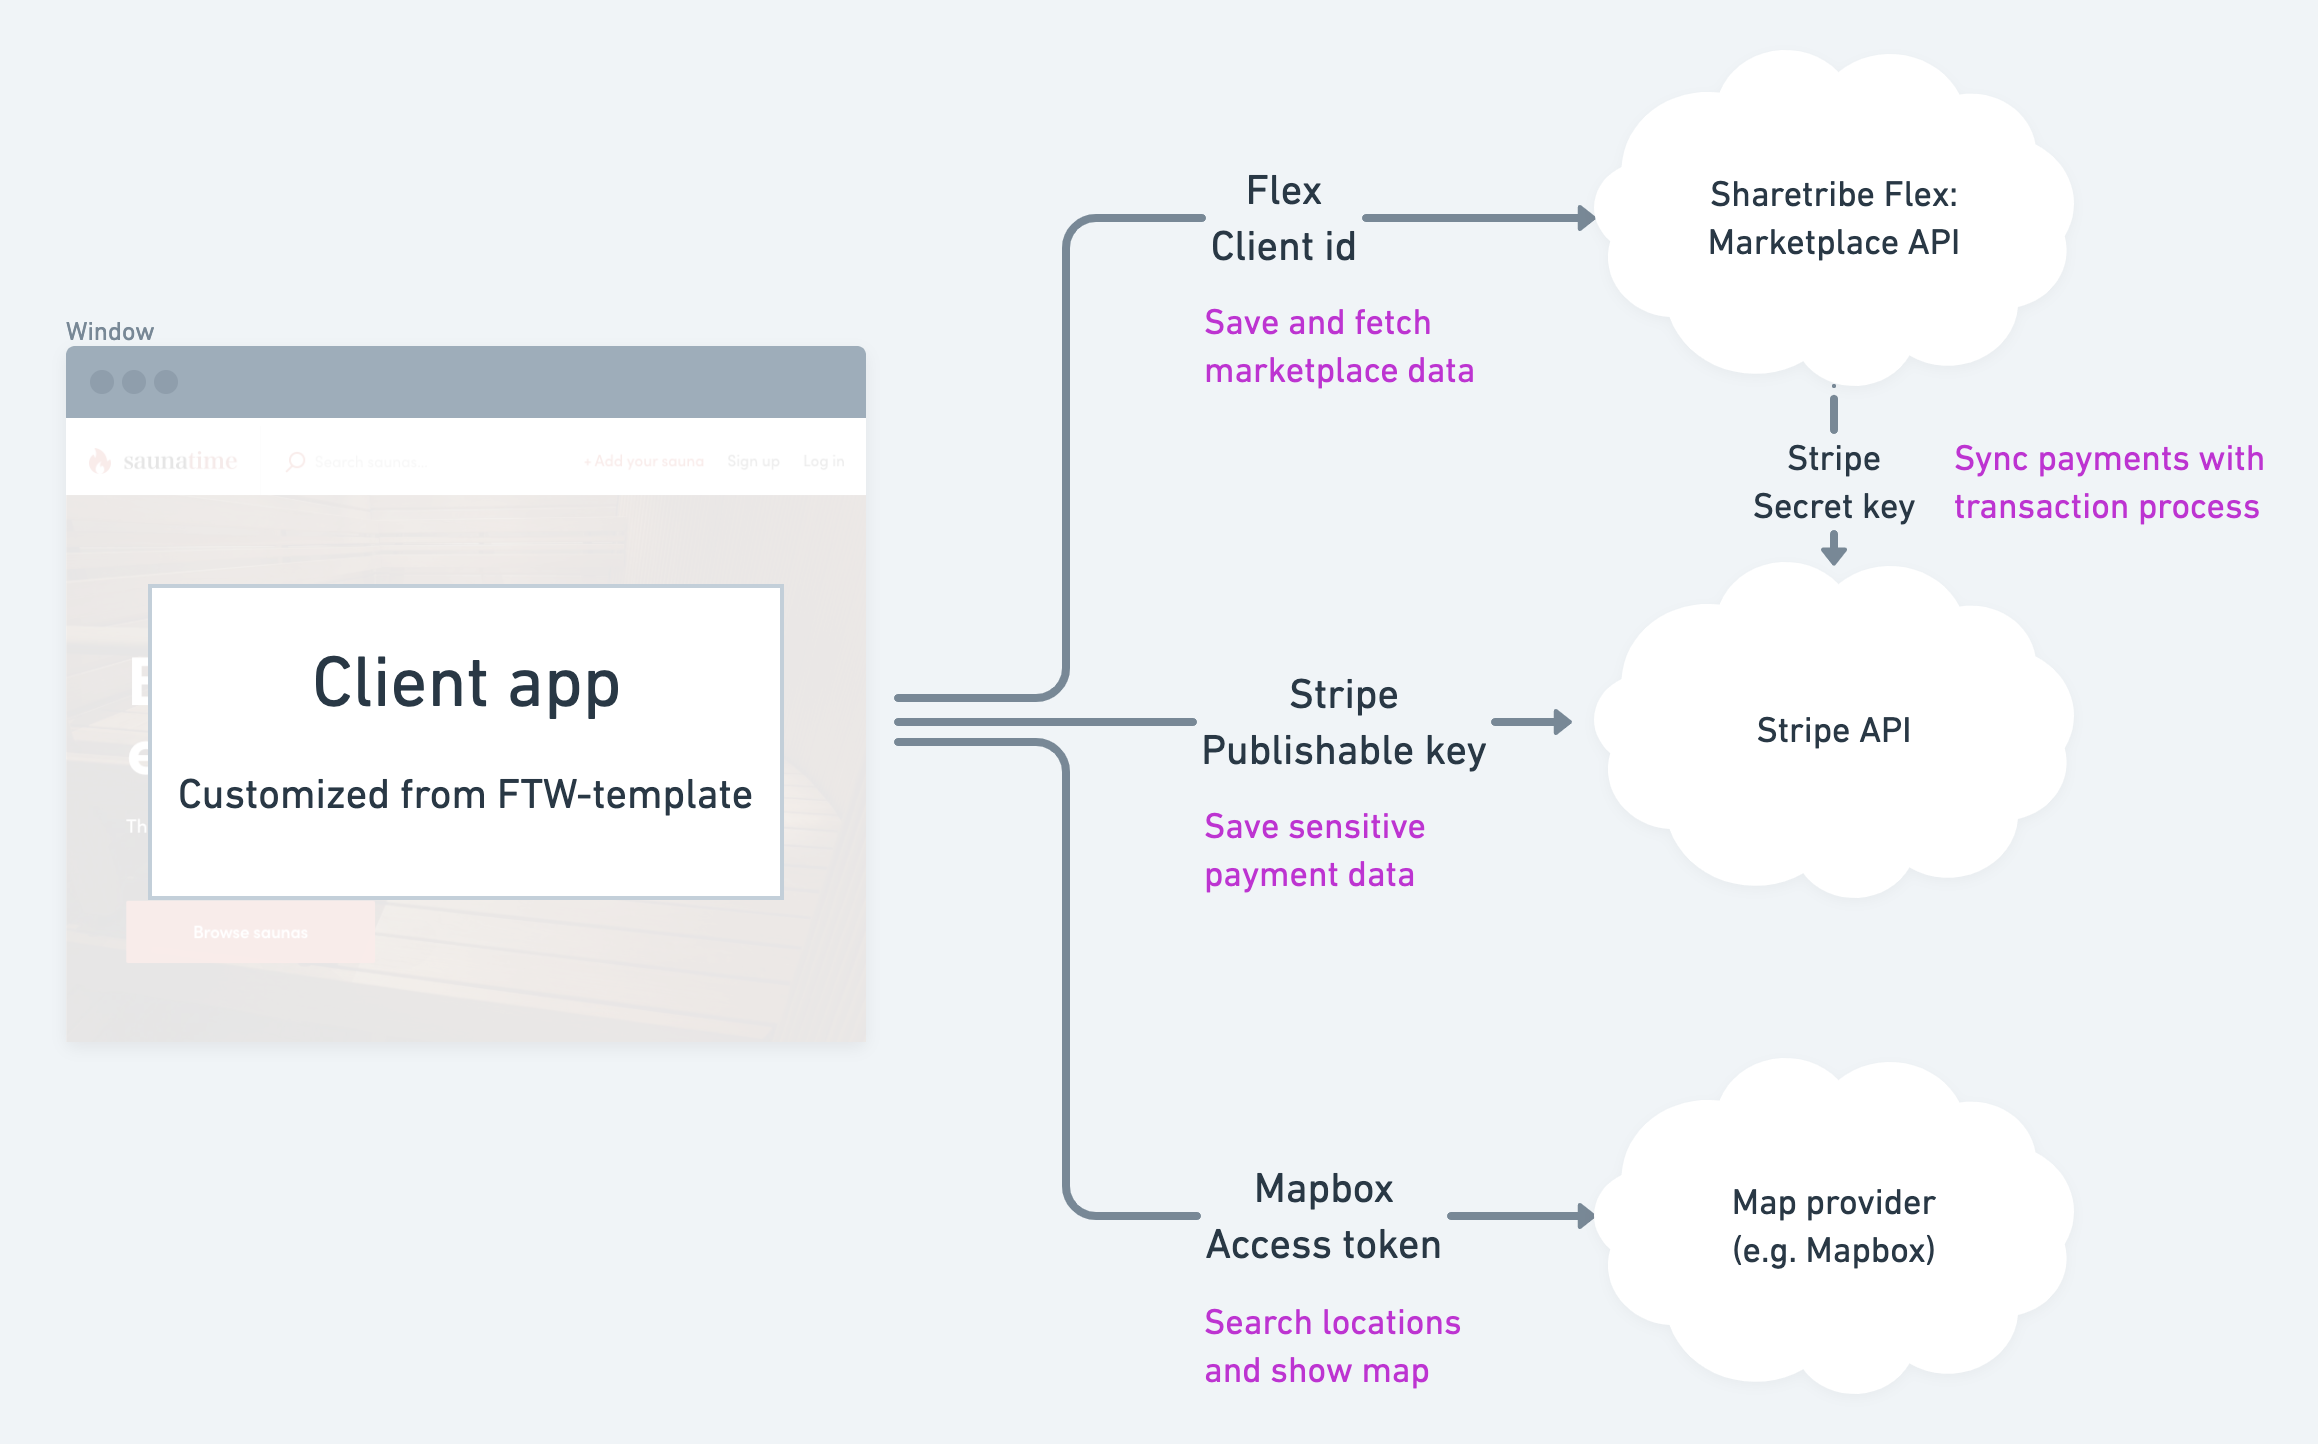 Window
saunatime
Search saunas...
+ Add your sauna
Sign up
Log in
Client app
Customized from FTW-template
Th
Browse saunas
Flex
Client id
Save and fetch
marketplace data
Sharetribe Flex:
Marketplace API
Stripe
Secret key
Sync payments with
transaction process
Stripe
Publishable key
Save sensitive
payment data
Stripe API
Mapbox
Access token
Search locations
and show map
Map provider
(e.g. Mapbox)